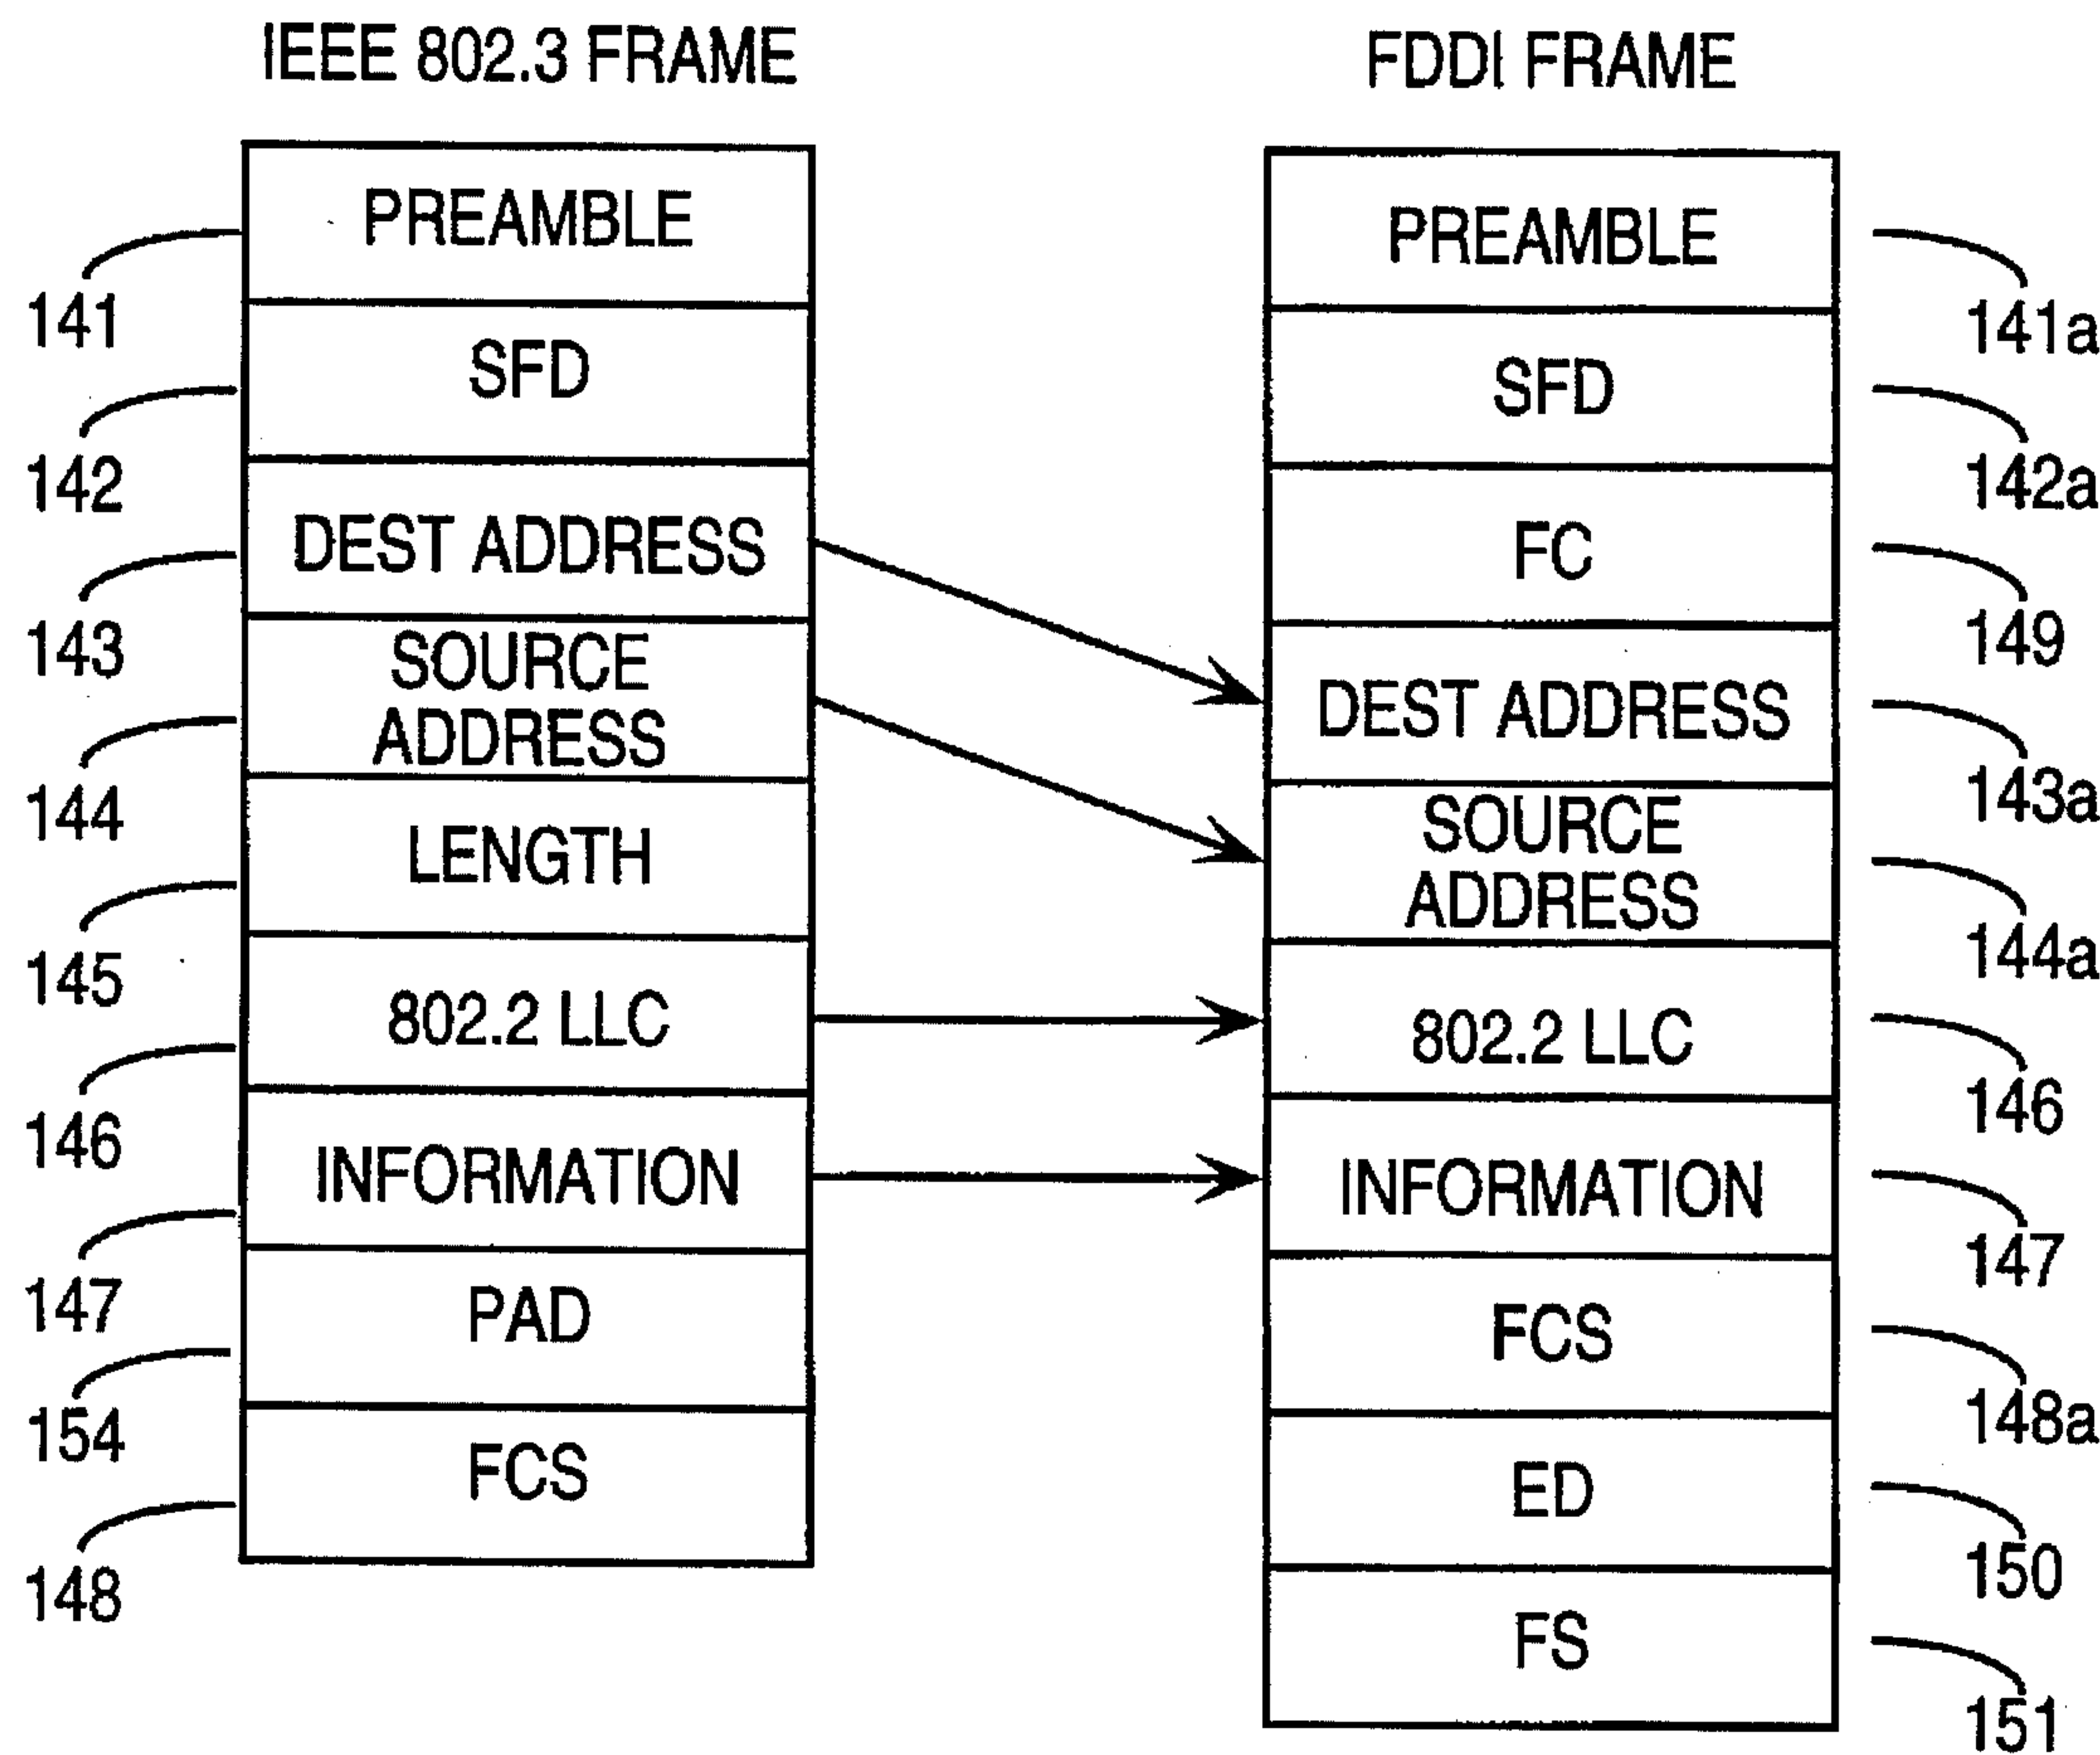 IEEE 802.3 FRAME
PREAMBLE
141
SFD
142
DEST ADDRESS
143
SOURCE
ADDRESS
144
LENGTH
145
802.2 LLC
146
INFORMATION
147
PAD
154
FCS
148
FDDI FRAME
PREAMBLE
141a
SFD
142a
FC
149
DEST ADDRESS
143a
SOURCE
ADDRESS
144a
802.2 LLC
146
INFORMATION
147
FCS
148a
ED
150
FS
151